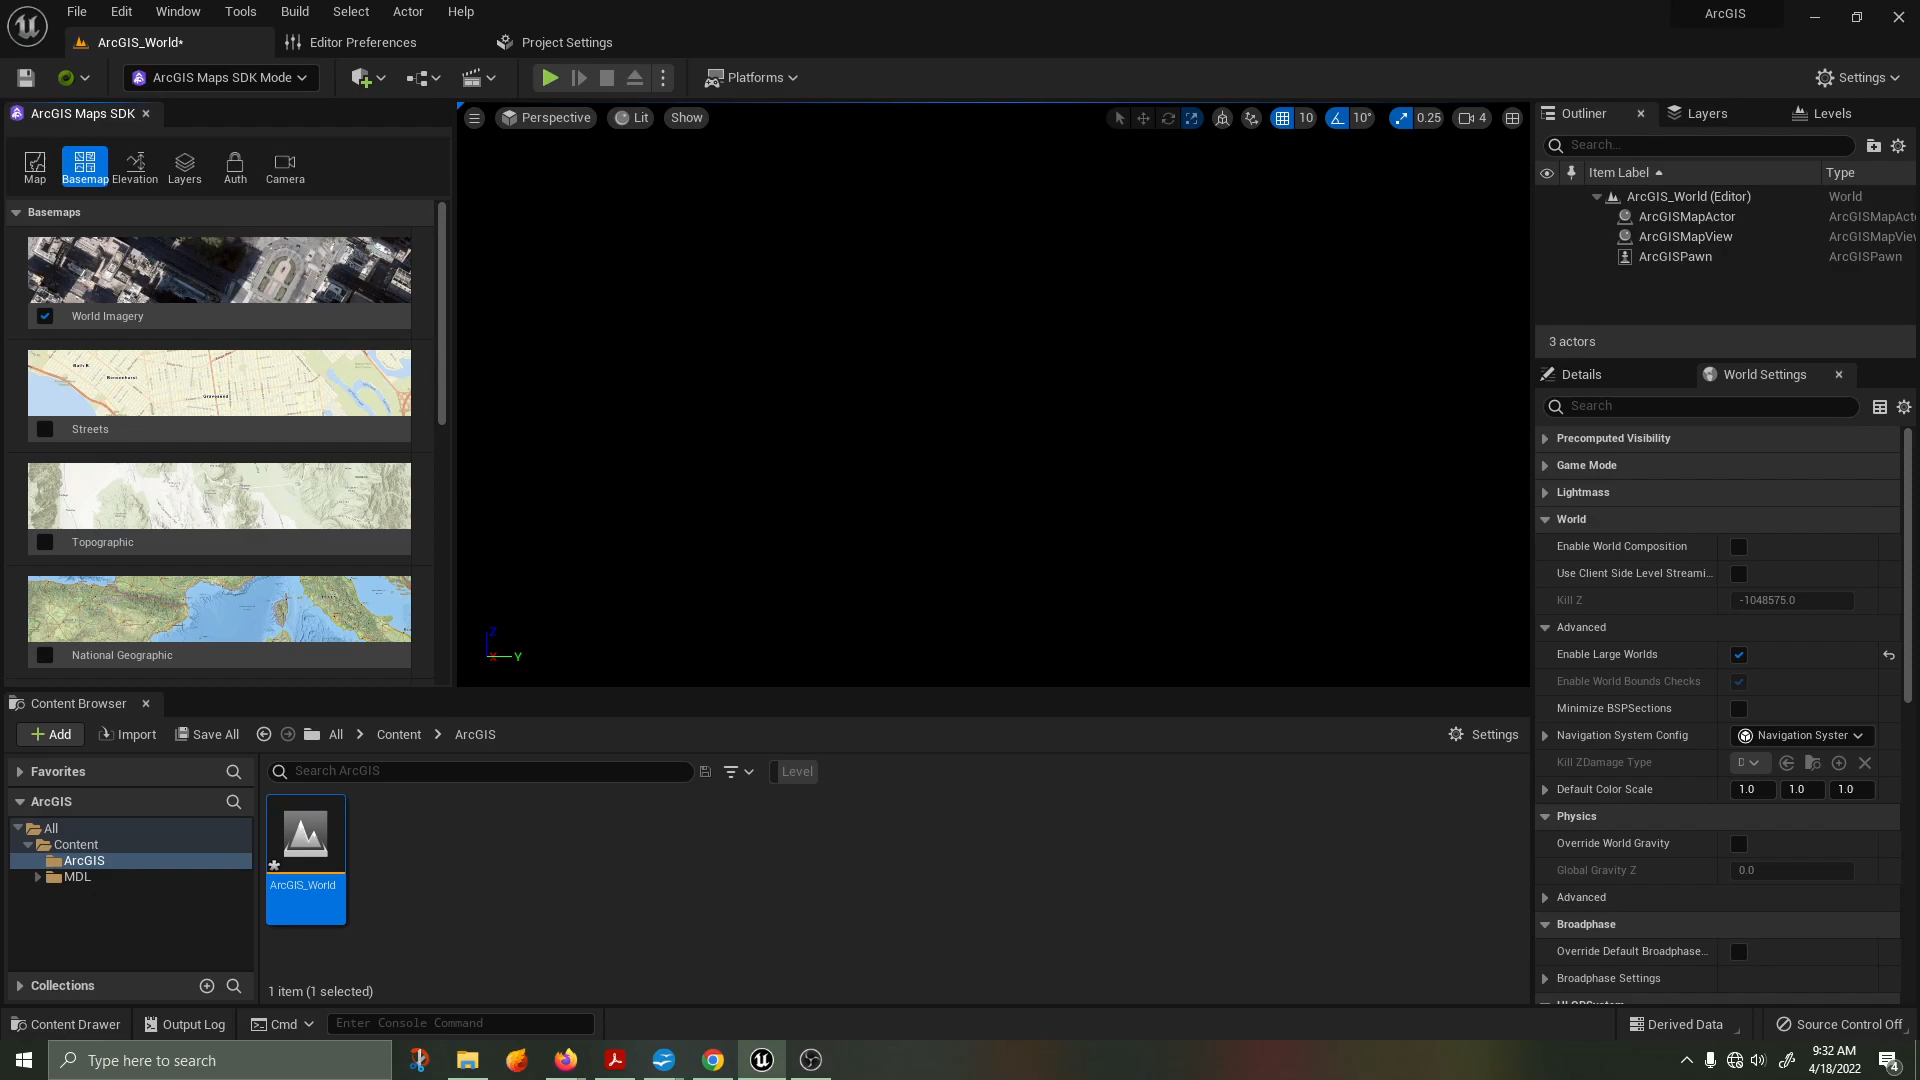 File Edit Window Tools Build Select Actor Help
ArcGIS
ArcGIS_World*
Editor Preferences
Project Settings
ArcGIS Maps SDK Mode
Platforms
Settings
ArcGIS Maps SDK
Map
Basemap
Elevation
Layers
Auth
Camera
Basemaps
World Imagery
Streets
Topographic
National Geographic
Perspective
Lit
Show
10
10°
0.25
4
Z
X
Y
Outliner
Layers
Levels
Search...
Item Label
Type
ArcGIS_World (Editor) World
ArcGISMapActor ArcGISMapActo
ArcGISMapView ArcGISMapView
ArcGISPawn ArcGISPawn
3 actors
Details
World Settings
Search
Precomputed Visibility
Game Mode
Lightmass
World
Enable World Composition
Use Client Side Level Streami...
Kill Z -1048575.0
Advanced
Enable Large Worlds
Enable World Bounds Checks
Minimize BSPSections
Navigation System Config Navigation Syster
Kill ZDamage Type D
Default Color Scale 1.0 1.0 1.0
Physics
Override World Gravity
Global Gravity Z 0.0
Advanced
Broadphase
Override Default Broadphase...
Broadphase Settings
Content Browser
Add
Import
Save All
All
Content
ArcGIS
Settings
Favorites
ArcGIS
All
Content
ArcGIS
MDL
Collections
Search ArcGIS
Level
ArcGIS_World
1 item (1 selected)
Content Drawer
Output Log
Cmd
Enter Console Command
Derived Data
Source Control Off
Type here to search
9:32 AM
4/18/2022
4